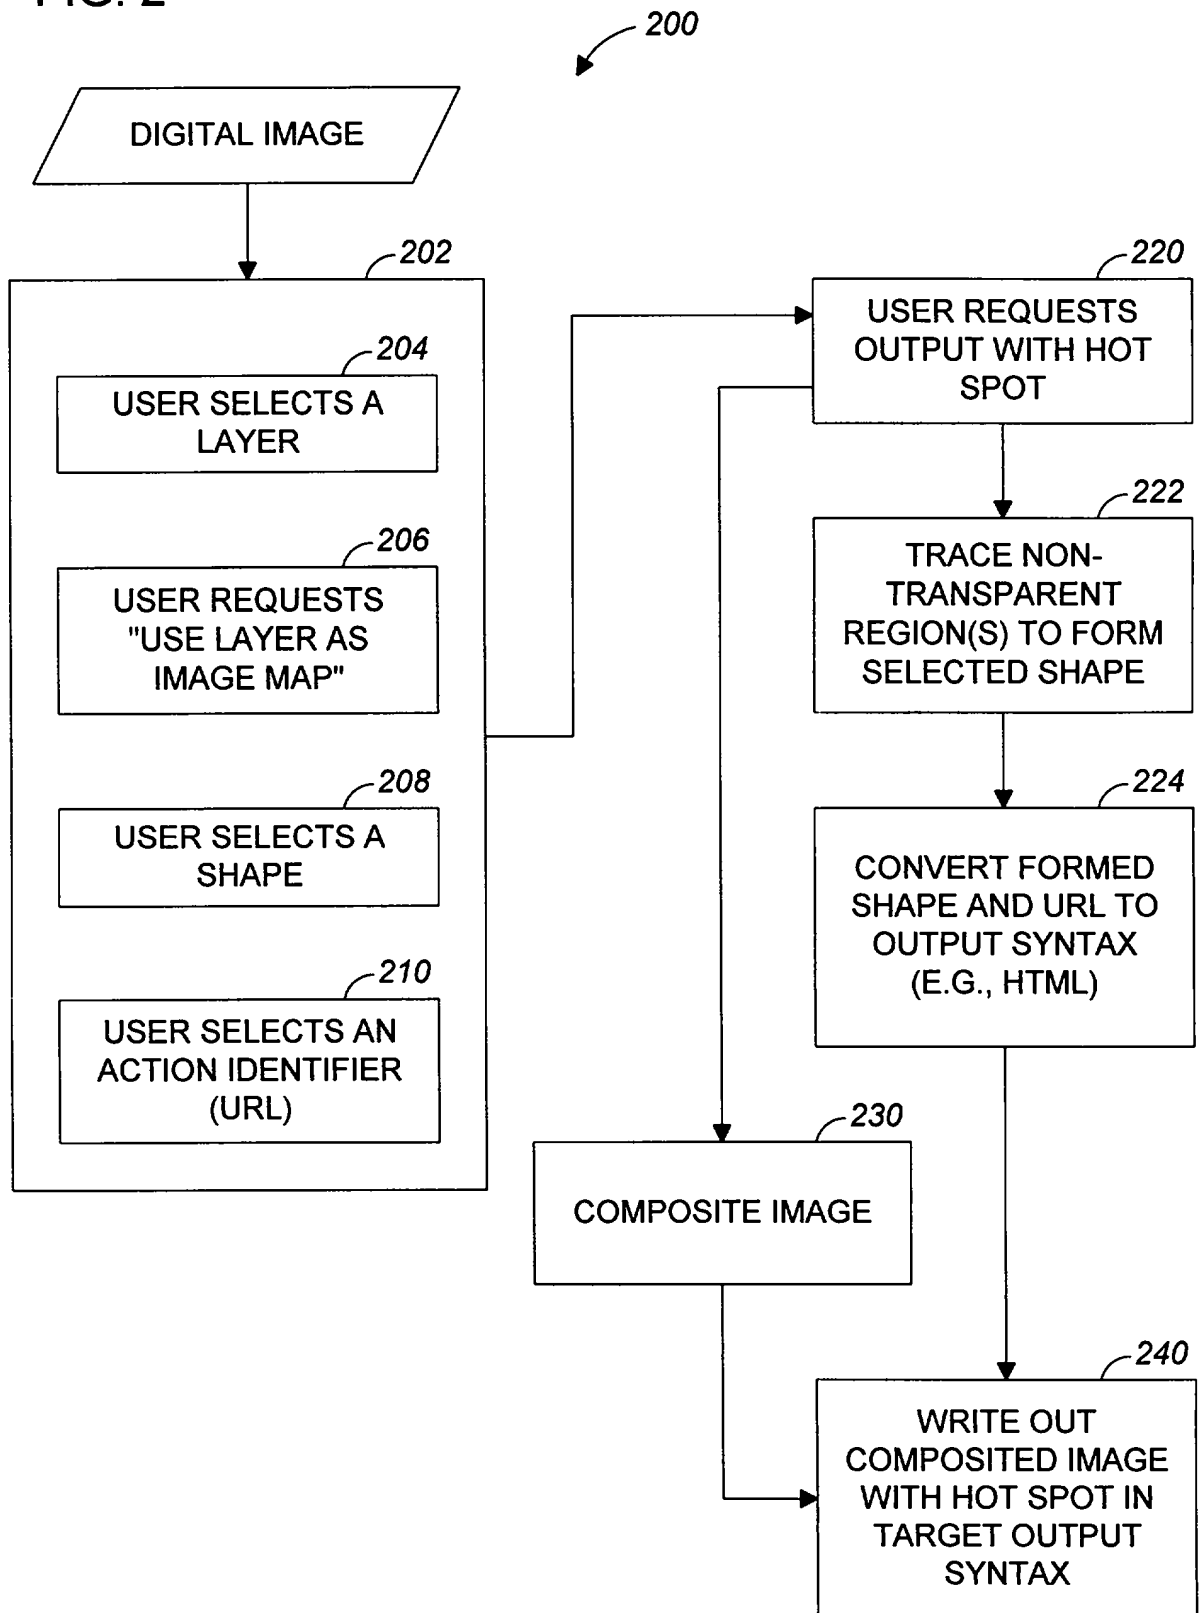 FIG. 2
200
DIGITAL IMAGE
202
204
USER SELECTS A
LAYER
206
USER REQUESTS
"USE LAYER AS
IMAGE MAP"
208
USER SELECTS A
SHAPE
210
USER SELECTS AN
ACTION IDENTIFIER
(URL)
220
USER REQUESTS
OUTPUT WITH HOT
SPOT
222
TRACE NON-
TRANSPARENT
REGION(S) TO FORM
SELECTED SHAPE
224
CONVERT FORMED
SHAPE AND URL TO
OUTPUT SYNTAX
(E.G., HTML)
230
COMPOSITE IMAGE
240
WRITE OUT
COMPOSITED IMAGE
WITH HOT SPOT IN
TARGET OUTPUT
SYNTAX